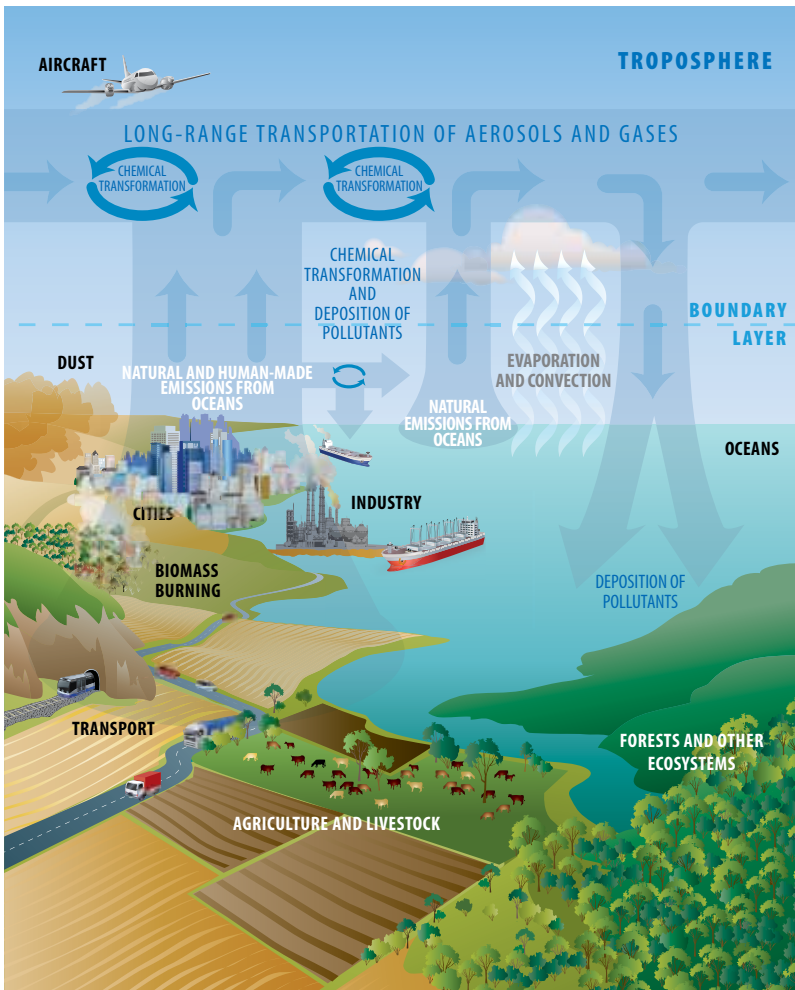 AIRCRAFT
TROPOSPHERE
LONG-RANGE TRANSPORTATION OF AEROSOLS AND GASES
CHEMICAL
TRANSFORMATION
CHEMICAL
TRANSFORMATION
CHEMICAL
TRANSFORMATION
AND
DEPOSITION OF
POLLUTANTS
BOUNDARY
LAYER
DUST
NATURAL AND HUMAN-MADE
EMISSIONS FROM
OCEANS
EVAPORATION
AND CONVECTION
NATURAL
EMISSIONS FROM
OCEANS
OCEANS
CITIES
INDUSTRY
BIOMASS
BURNING
DEPOSITION OF
POLLUTANTS
TRANSPORT
FORESTS AND OTHER
ECOSYSTEMS
AGRICULTURE AND LIVESTOCK